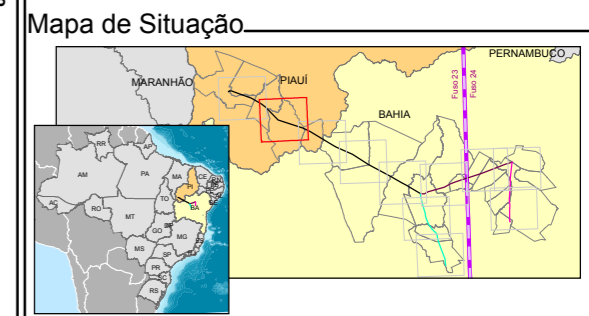 Mapa de Situação
PERNAMBUCO
MARANHÃO
PIAUÍ
BAHIA
Fuso 23
Fuso 24
RR
AP
AM
PA
MA
CE
PI
AC
RO
TO
BA
MT
GO
MG
ES
MS
SP
PR
SC
RS